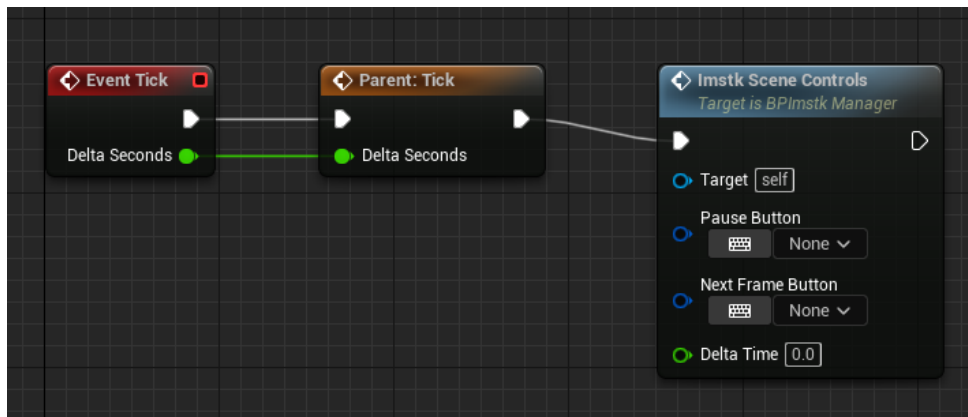 Event Tick
Delta Seconds
Parent: Tick
Delta Seconds
Imstk Scene Controls
Target is BPImstk Manager
Target self
Pause Button
None
Next Frame Button
None
Delta Time 0.0